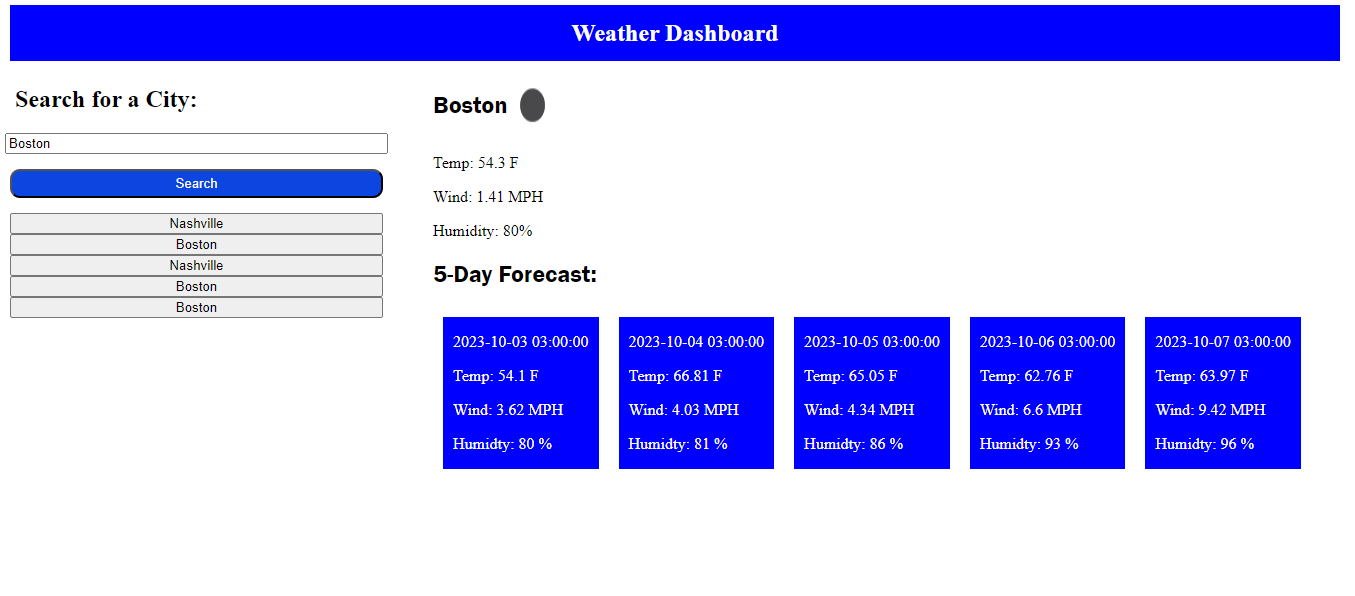 Weather Dashboard
Search for a City:
Boston
Search
Nashville
Boston
Nashville
Boston
Boston
Boston
Temp: 54.3 F
Wind: 1.41 MPH
Humidity: 80%
5-Day Forecast:
2023-10-03 03:00:00
Temp: 54.1 F
Wind: 3.62 MPH
Humidty: 80 %
2023-10-04 03:00:00
Temp: 66.81 F
Wind: 4.03 MPH
Humidty: 81 %
2023-10-05 03:00:00
Temp: 65.05 F
Wind: 4.34 MPH
Humidty: 86 %
2023-10-06 03:00:00
Temp: 62.76 F
Wind: 6.6 MPH
Humidty: 93 %
2023-10-07 03:00:00
Temp: 63.97 F
Wind: 9.42 MPH
Humidty: 96 %